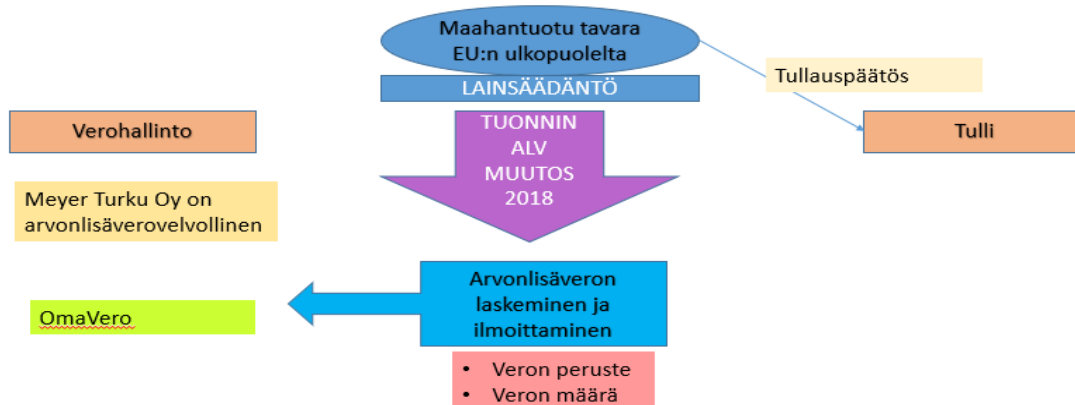 Maahantuotu tavara
EU:n ulkopuolelta
Tullauspäätös
LAINSÄÄDÄNTÖ
Verohallinto
TUONNIN
ALV
MUUTOS
2018
Tulli
Meyer Turku Oy on
arvonlisäverovelvollinen
Arvonlisäveron
laskeminen ja
ilmoittaminen
OmaVero
• Veron peruste
• Veron määrä